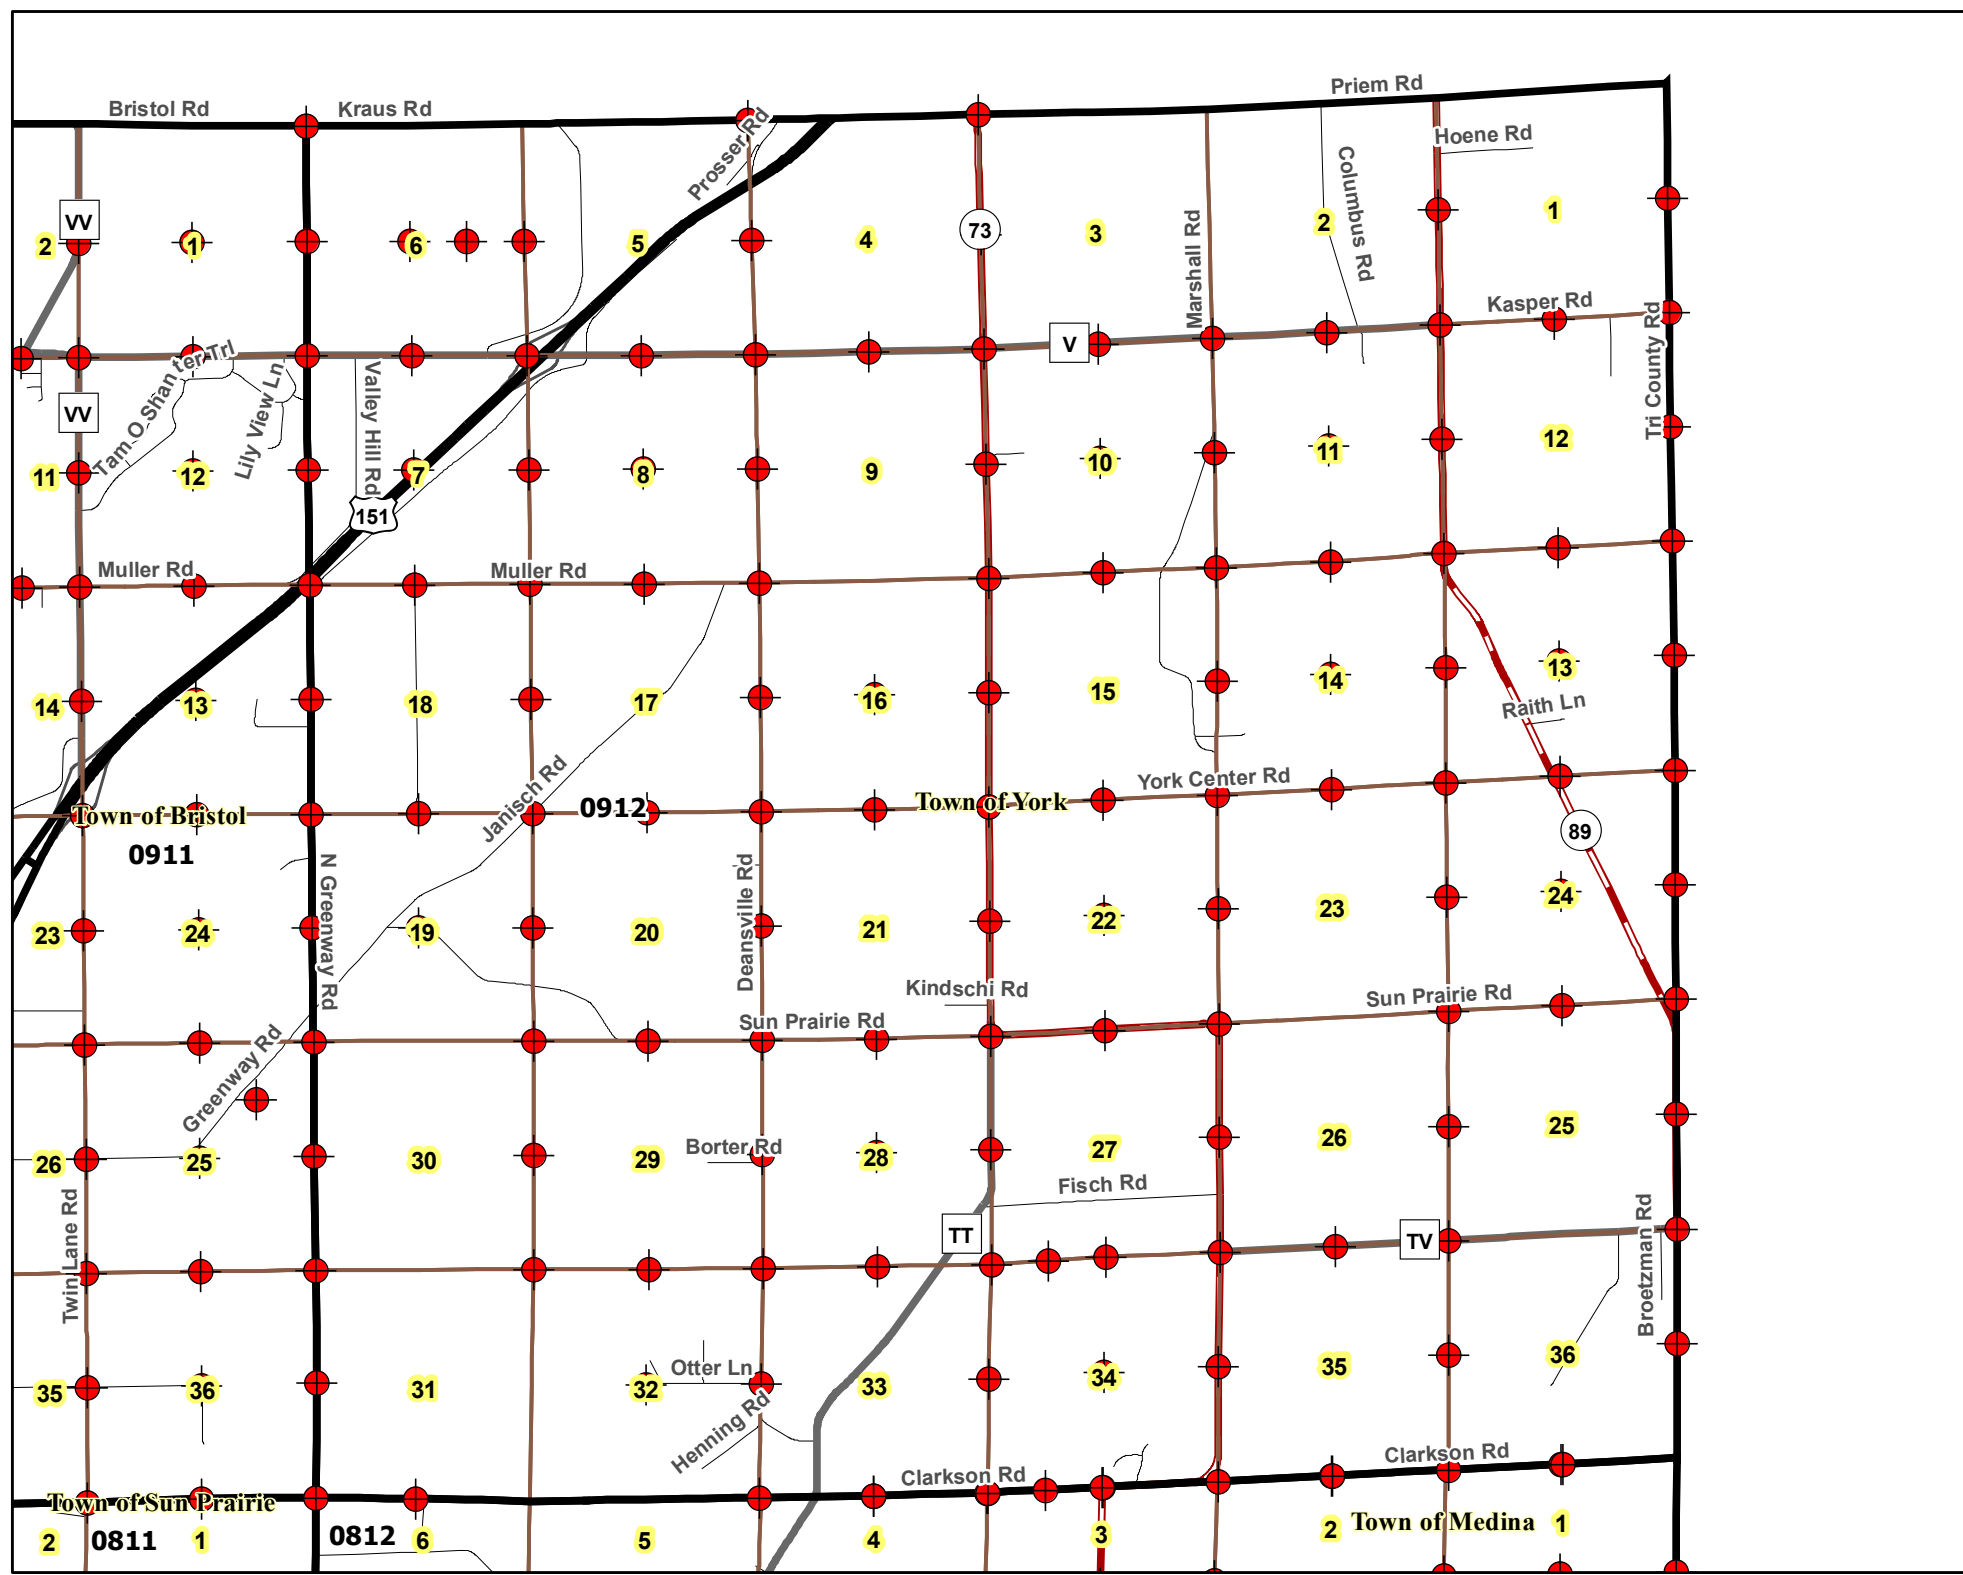 Priem Rd
Bristol Rd
Kraus Rd
Prosser Rd
Hoene Rd
Columbus Rd
VV
73
Marshall Rd
2
1
6
5
4
3
2
1
Kasper Rd
V
Tri County Rd
Tam O Shanter Trl
Lily View Ln
Valley Hill Rd
VV
11
12
7
8
9
10
11
12
151
Muller Rd
Muller Rd
14
13
18
17
16
15
14
13
Raith Ln
Janisch Rd
York Center Rd
Town of Bristol
0912
Town of York
89
0911
N Greenway Rd
Deansville Rd
23
24
19
20
21
22
23
24
Kindschi Rd
Sun Prairie Rd
Sun Prairie Rd
Greenway Rd
26
25
30
29
28
27
26
25
Borter Rd
Fisch Rd
Twin Lane Rd
TT
TV
Broetzman Rd
35
36
31
32
33
34
35
36
Otter Ln
Henning Rd
Clarkson Rd
Clarkson Rd
Town of Sun Prairie
Town of Medina
2
0811
1
0812
6
5
4
3
2
1